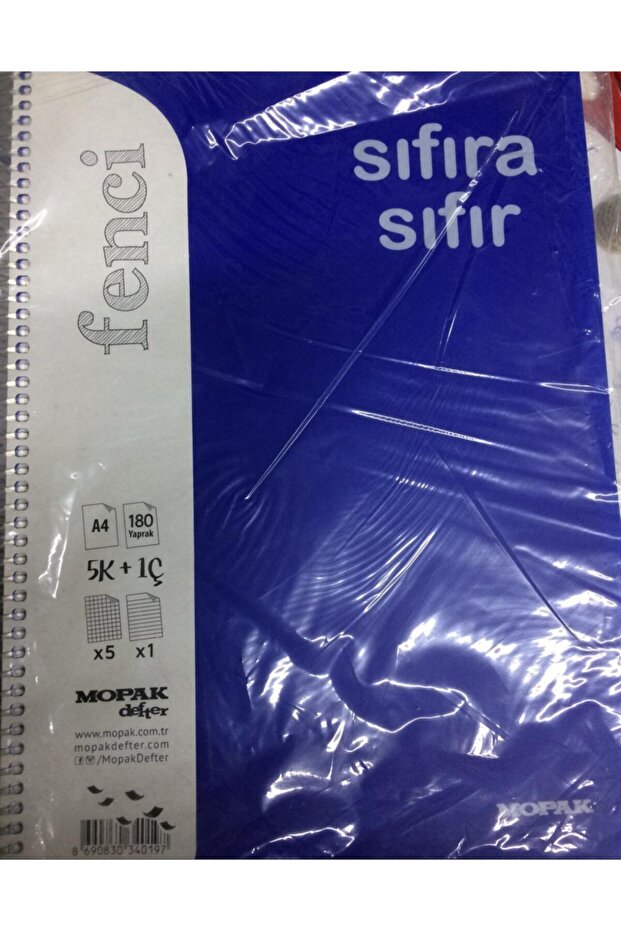 fenci
sıfıra
sıfır
A4
180
Yaprak
5K + 1Ç
x5 x1
MOPAK
defter
www.mopak.com.tr
mopakdefter.com
/MopakDefter
8 690830 340197
MOPAK